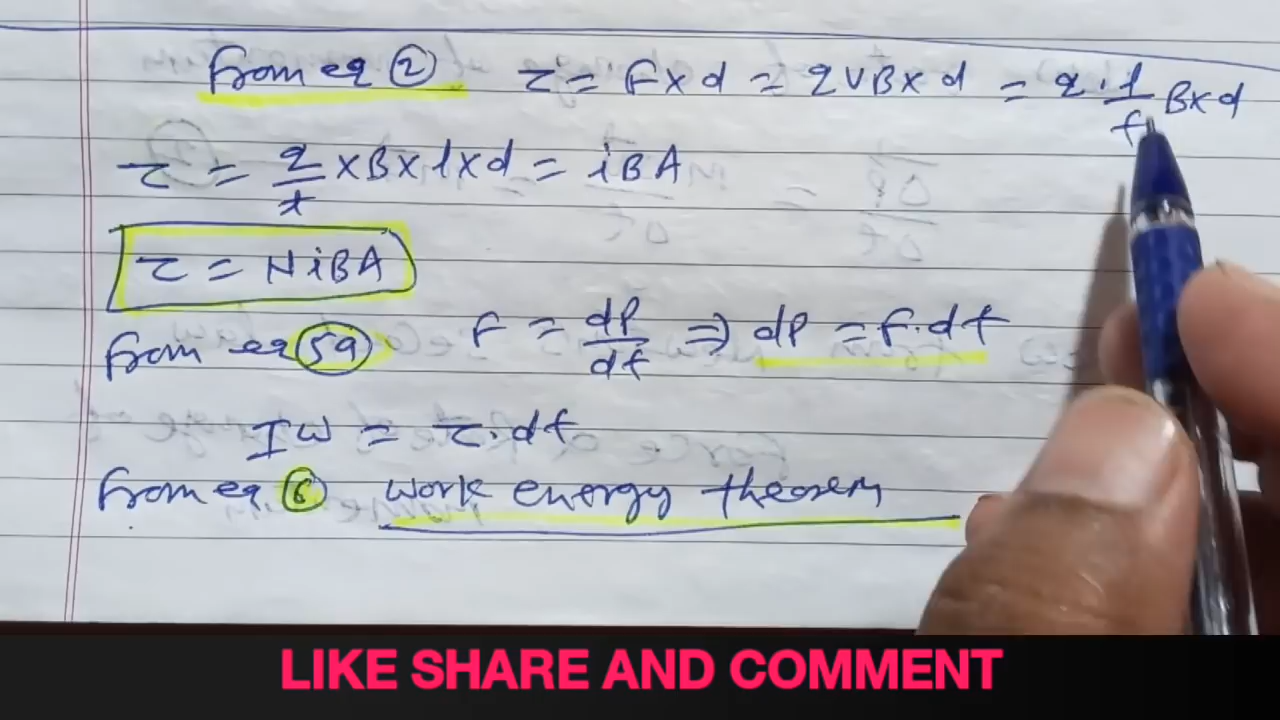 from eq ② τ = F×d = qvB×d = q·l/t B×d
τ = q/t ×B×l×d = iBA
τ = NiBA
from eq (5a) F = dP/dt ⇒ dP = F·dt
Iω = τ·dt
from eq. ⑥ work energy theorem
LIKE SHARE AND COMMENT